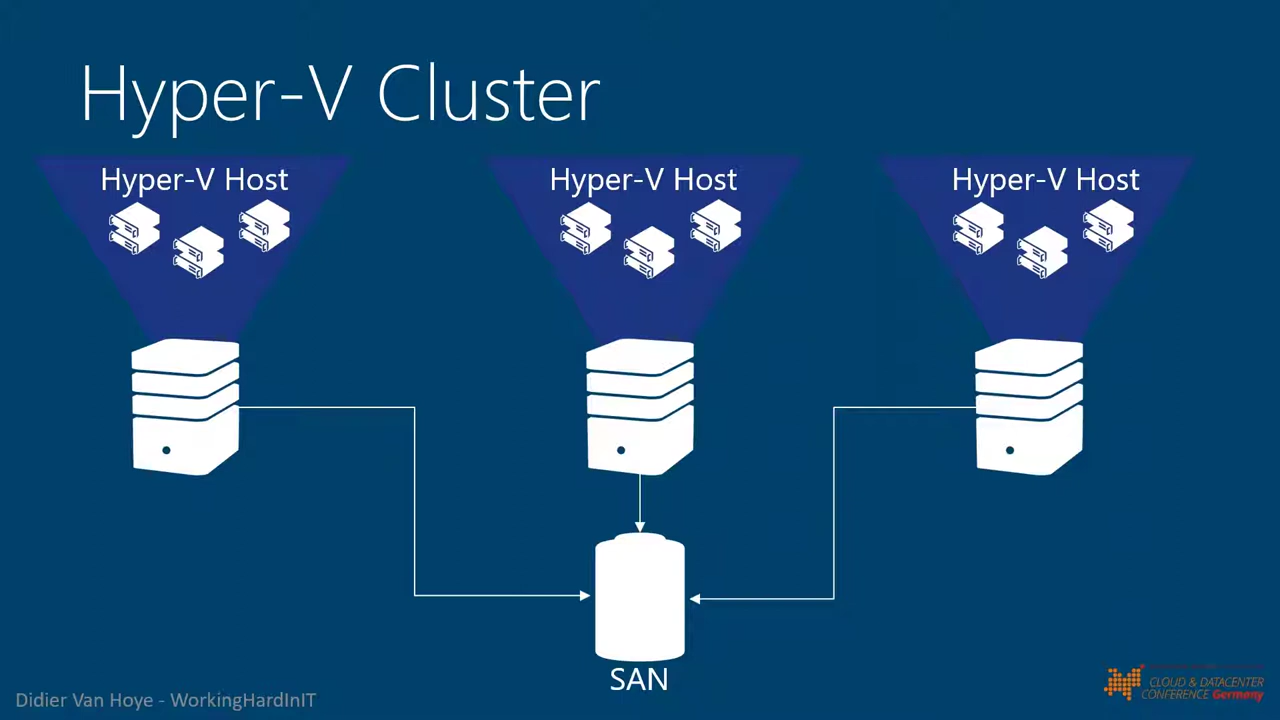 Hyper-V Cluster
Hyper-V Host
Hyper-V Host
Hyper-V Host
SAN
Didier Van Hoye - WorkingHardInIT
CLOUD & DATACENTER
CONFERENCE Germany